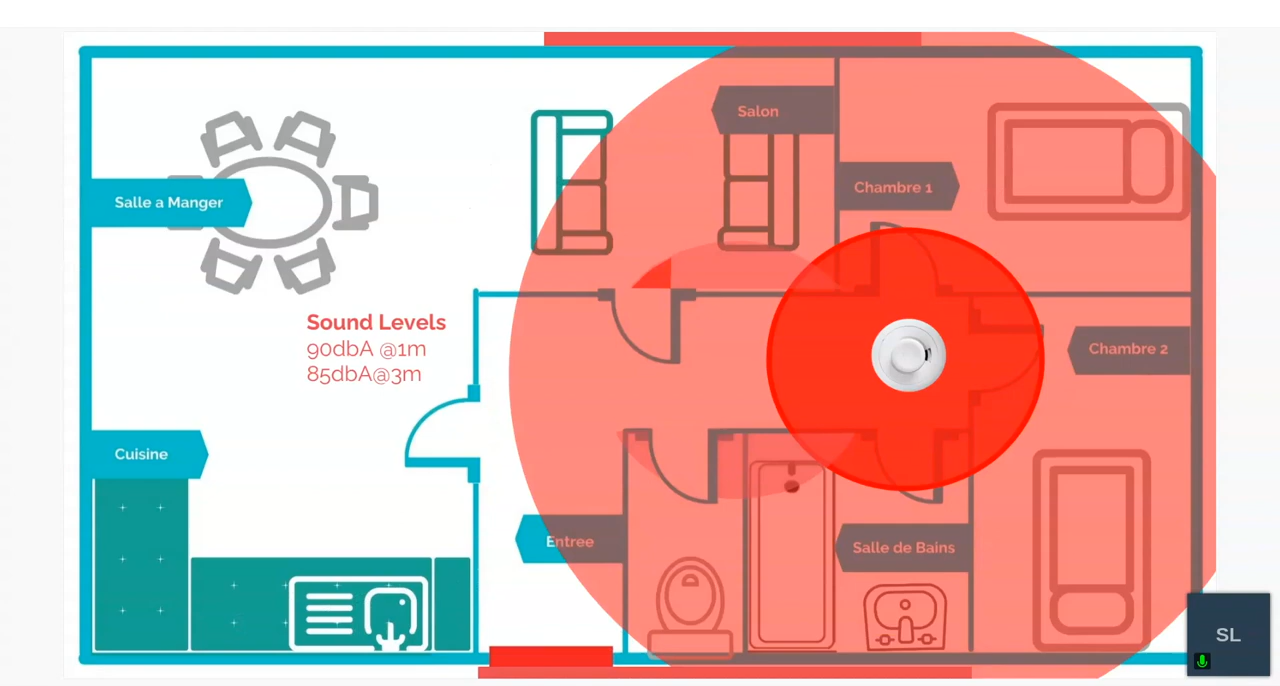 Salon
Chambre 1
Salle a Manger
Sound Levels
90dbA @1m
85dbA@3m
Chambre 2
Cuisine
Entree
Salle de Bains
SL